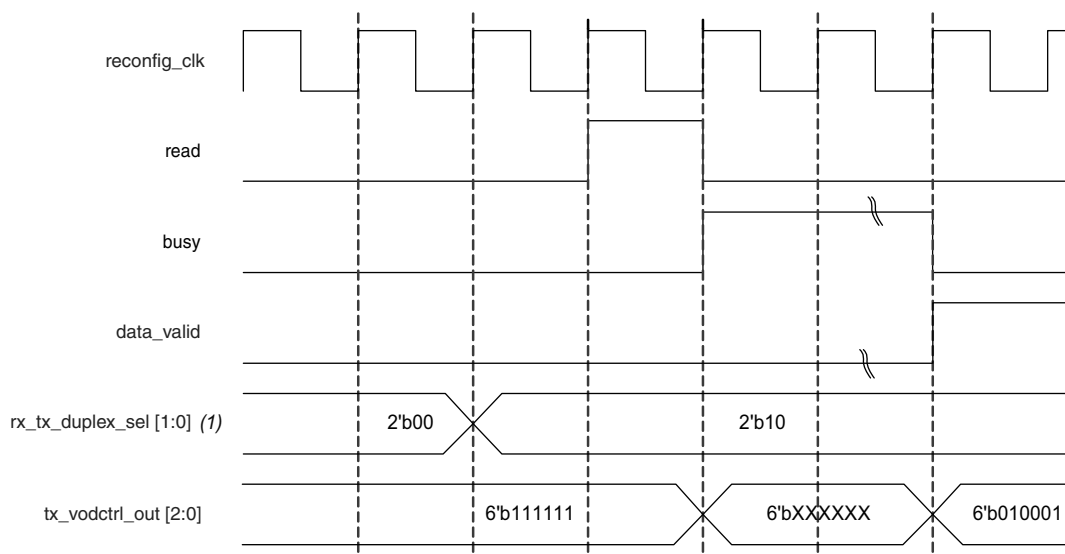 reconfig_clk
read
busy
data_valid
rx_tx_duplex_sel [1:0] (1) 2'b00 2'b10
tx_vodctrl_out [2:0] 6'b111111 6'bXXXXXX 6'b010001